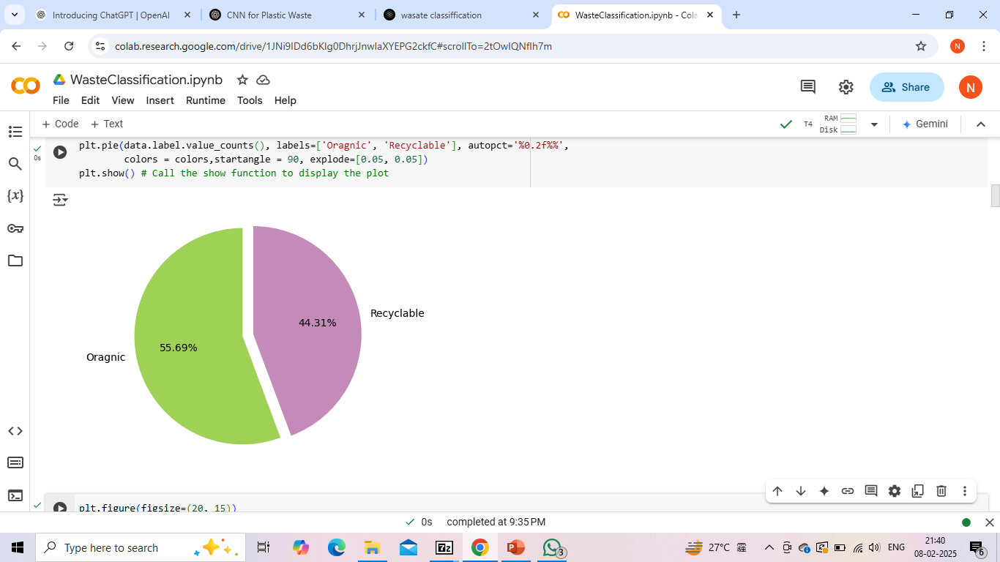 Introducing ChatGPT | OpenAI
CNN for Plastic Waste
wasate classiffication
WasteClassification.ipynb - Cola
colab.research.google.com/drive/1JNi9IDd6bKlg0DhrjJnwIaXYEPG2ckfC#scrollTo=2tOwIQNfIh7m
N
WasteClassification.ipynb
File Edit View Insert Runtime Tools Help
Share
N
+ Code + Text
T4
RAM
Disk
Gemini
0s
plt.pie(data.label.value_counts(), labels=['Oragnic', 'Recyclable'], autopct='%0.2f%%',
colors = colors,startangle = 90, explode=[0.05, 0.05])
plt.show() # Call the show function to display the plot
{x}
Recyclable
44.31%
55.69%
Oragnic
plt.figure(figsize=(20, 15))
0s completed at 9:35 PM
Type here to search
7z
3
27°C
ENG
21:40
08-02-2025
6